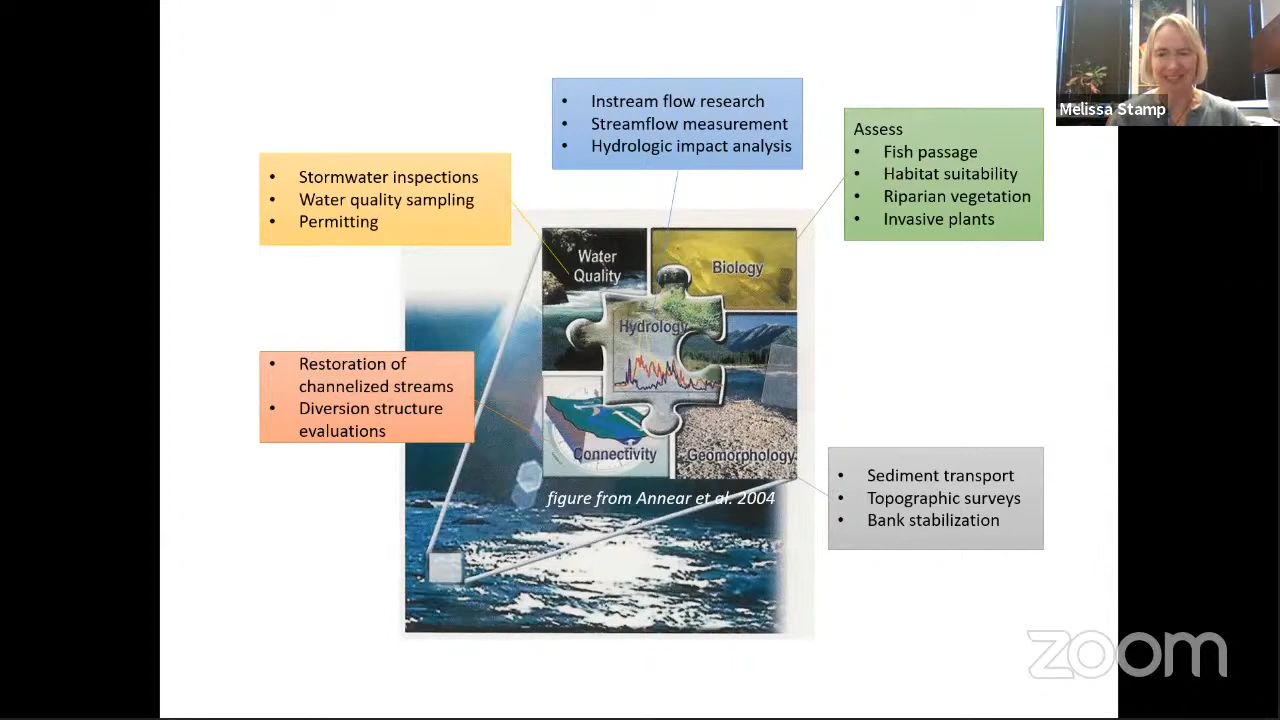 Melissa Stamp
• Instream flow research
• Streamflow measurement
• Hydrologic impact analysis
Assess
• Fish passage
• Habitat suitability
• Riparian vegetation
• Invasive plants
• Stormwater inspections
• Water quality sampling
• Permitting
Water
Quality
Biology
Hydrology
• Restoration of
channelized streams
• Diversion structure
evaluations
Connectivity
Geomorphology
figure from Annear et al. 2004
• Sediment transport
• Topographic surveys
• Bank stabilization
zoom